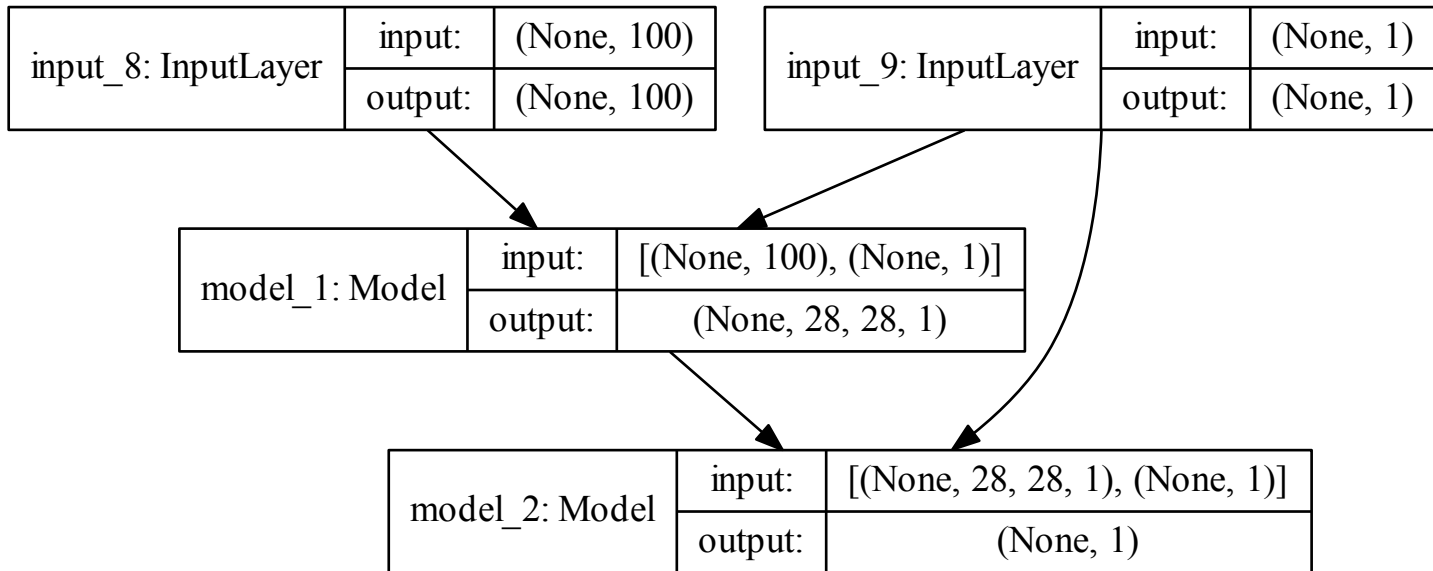 input_8: InputLayer
input: (None, 100)
output: (None, 100)
input_9: InputLayer
input: (None, 1)
output: (None, 1)
model_1: Model
input: [(None, 100), (None, 1)]
output: (None, 28, 28, 1)
model_2: Model
input: [(None, 28, 28, 1), (None, 1)]
output: (None, 1)